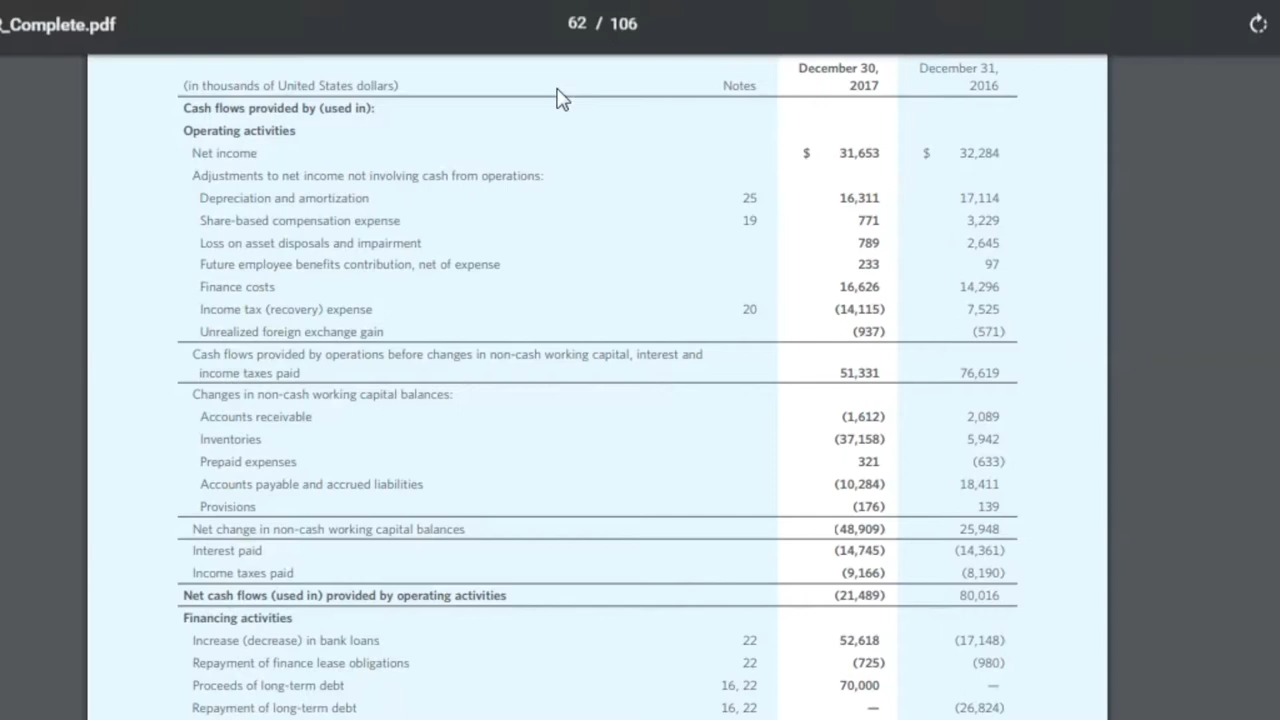 _Complete.pdf
62 / 106
December 30, December 31,
(in thousands of United States dollars) Notes 2017 2016
Cash flows provided by (used in):
Operating activities
Net income $ 31,653 $ 32,284
Adjustments to net income not involving cash from operations:
Depreciation and amortization 25 16,311 17,114
Share-based compensation expense 19 771 3,229
Loss on asset disposals and impairment 789 2,645
Future employee benefits contribution, net of expense 233 97
Finance costs 16,626 14,296
Income tax (recovery) expense 20 (14,115) 7,525
Unrealized foreign exchange gain (937) (571)
Cash flows provided by operations before changes in non-cash working capital, interest and
income taxes paid 51,331 76,619
Changes in non-cash working capital balances:
Accounts receivable (1,612) 2,089
Inventories (37,158) 5,942
Prepaid expenses 321 (633)
Accounts payable and accrued liabilities (10,284) 18,411
Provisions (176) 139
Net change in non-cash working capital balances (48,909) 25,948
Interest paid (14,745) (14,361)
Income taxes paid (9,166) (8,190)
Net cash flows (used in) provided by operating activities (21,489) 80,016
Financing activities
Increase (decrease) in bank loans 22 52,618 (17,148)
Repayment of finance lease obligations 22 (725) (980)
Proceeds of long-term debt 16, 22 70,000 —
Repayment of long-term debt 16, 22 — (26,824)